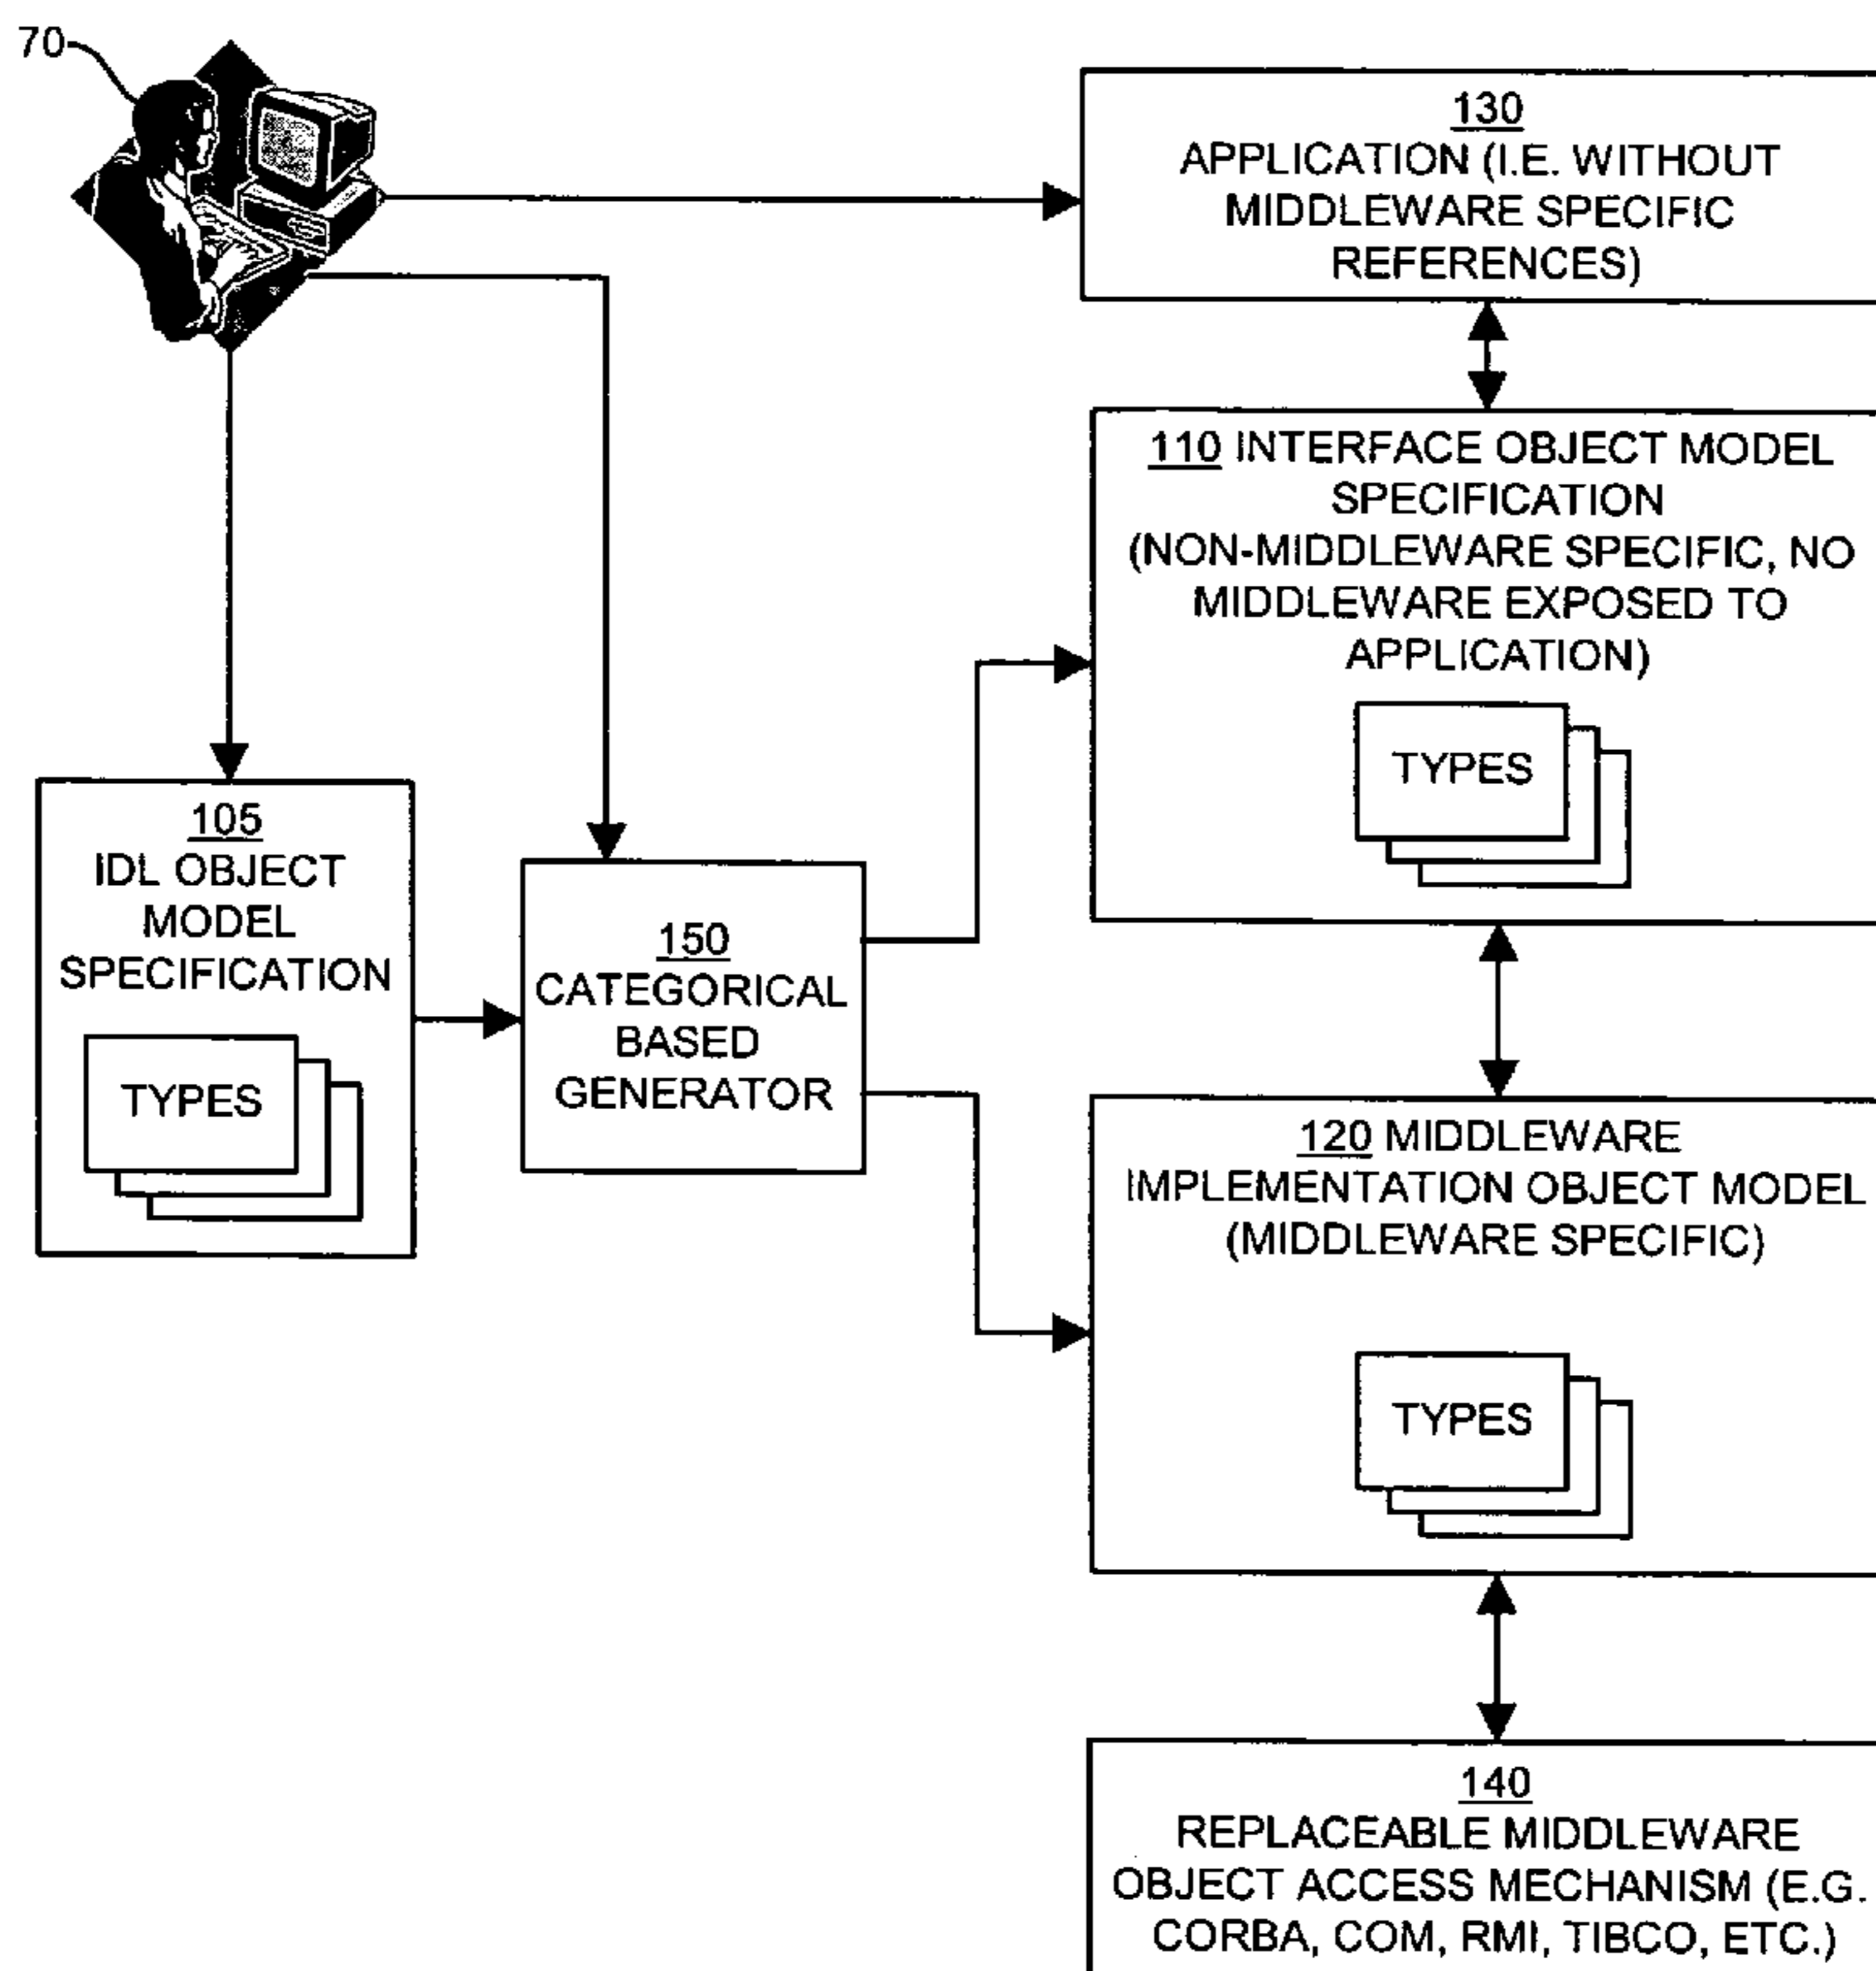 70
130
APPLICATION (I.E. WITHOUT
MIDDLEWARE SPECIFIC
REFERENCES)
110 INTERFACE OBJECT MODEL
SPECIFICATION
(NON-MIDDLEWARE SPECIFIC, NO
MIDDLEWARE EXPOSED TO
APPLICATION)
TYPES
105
IDL OBJECT
MODEL
SPECIFICATION
TYPES
150
CATEGORICAL
BASED
GENERATOR
120 MIDDLEWARE
IMPLEMENTATION OBJECT MODEL
(MIDDLEWARE SPECIFIC)
TYPES
140
REPLACEABLE MIDDLEWARE
OBJECT ACCESS MECHANISM (E.G.
CORBA, COM, RMI, TIBCO, ETC.)